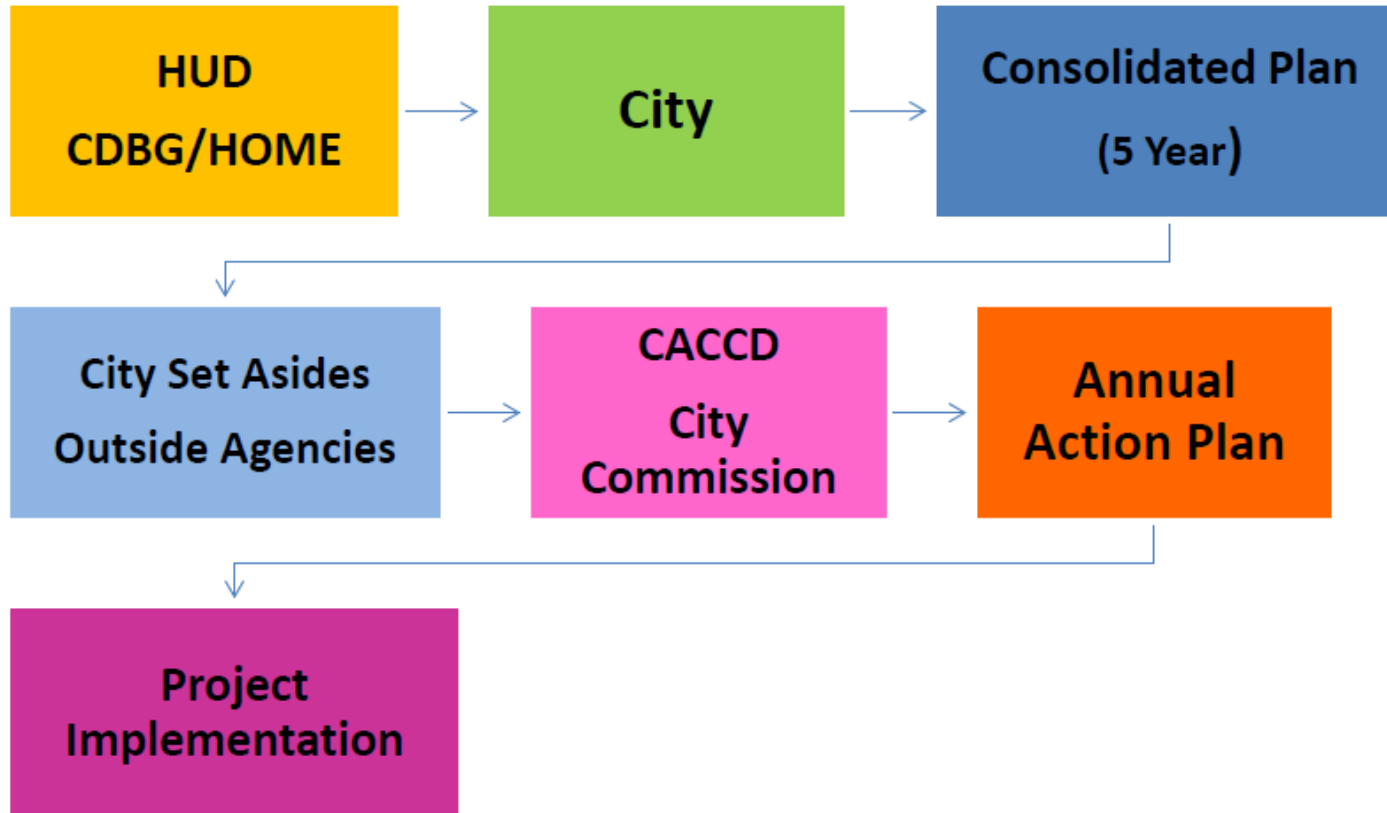 HUD
CDBG/HOME
City
Consolidated Plan
(5 Year)
City Set Asides
Outside Agencies
CACCD
City
Commission
Annual
Action Plan
Project
Implementation